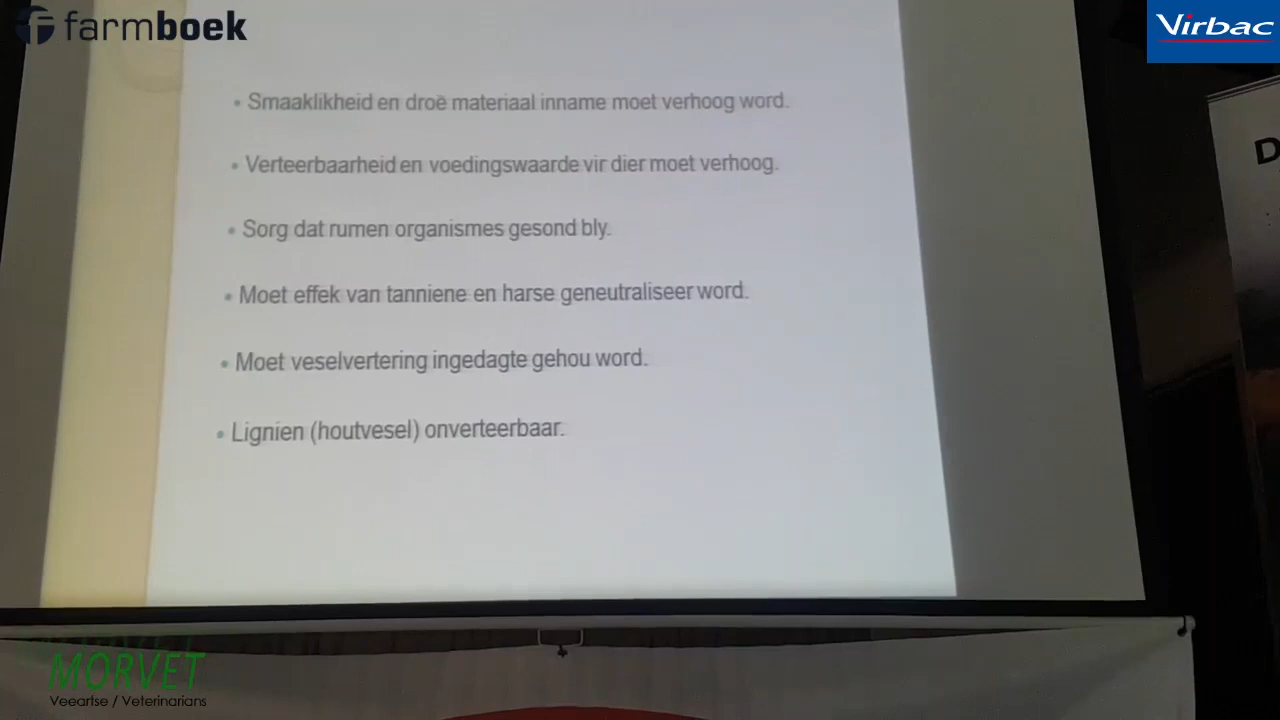 farmboek
Virbac
D
• Smaaklikheid en droë materiaal inname moet verhoog word.
• Verteerbaarheid en voedingswaarde vir dier moet verhoog.
• Sorg dat rumen organismes gesond bly.
• Moet effek van tanniene en harse geneutraliseer word.
• Moet veselvertering ingedagte gehou word.
• Lignien (houtvesel) onverteerbaar.
MORVET
Veeartse / Veterinarians